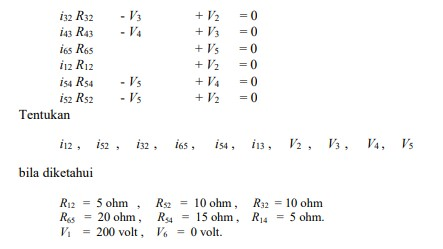 i32 R32 - V3 + V2 = 0
i43 R43 - V4 + V3 = 0
i65 R65 + V5 = 0
i12 R12 + V2 = 0
i54 R54 - V5 + V4 = 0
i52 R52 - V5 + V2 = 0
Tentukan
i12 , i52 , i32 , i65 , i54 , i13 , V2 , V3 , V4 , V5
bila diketahui
R12 = 5 ohm , R52 = 10 ohm , R32 = 10 ohm
R65 = 20 ohm , R54 = 15 ohm , R14 = 5 ohm.
V1 = 200 volt , V6 = 0 volt.